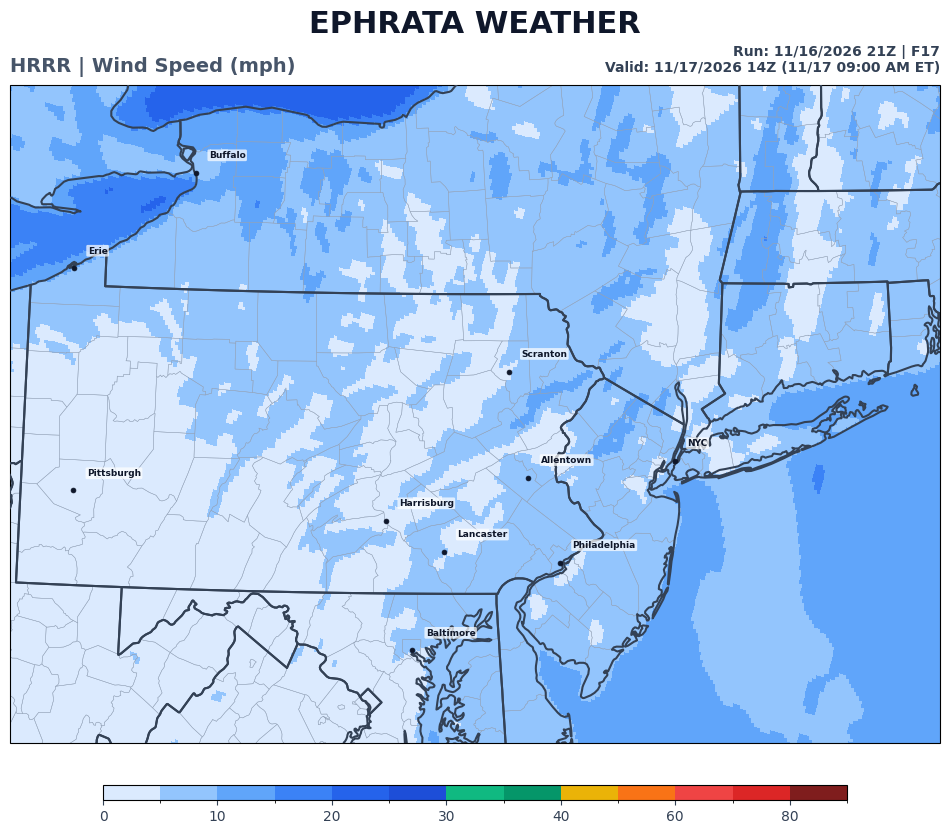 EPHRATA WEATHER
HRRR | Wind Speed (mph)
Run: 11/16/2026 21Z | F17
Valid: 11/17/2026 14Z (11/17 09:00 AM ET)
Buffalo
Erie
Scranton
NYC
Allentown
Pittsburgh
Harrisburg
Lancaster
Philadelphia
Baltimore
0 10 20 30 40 60 80